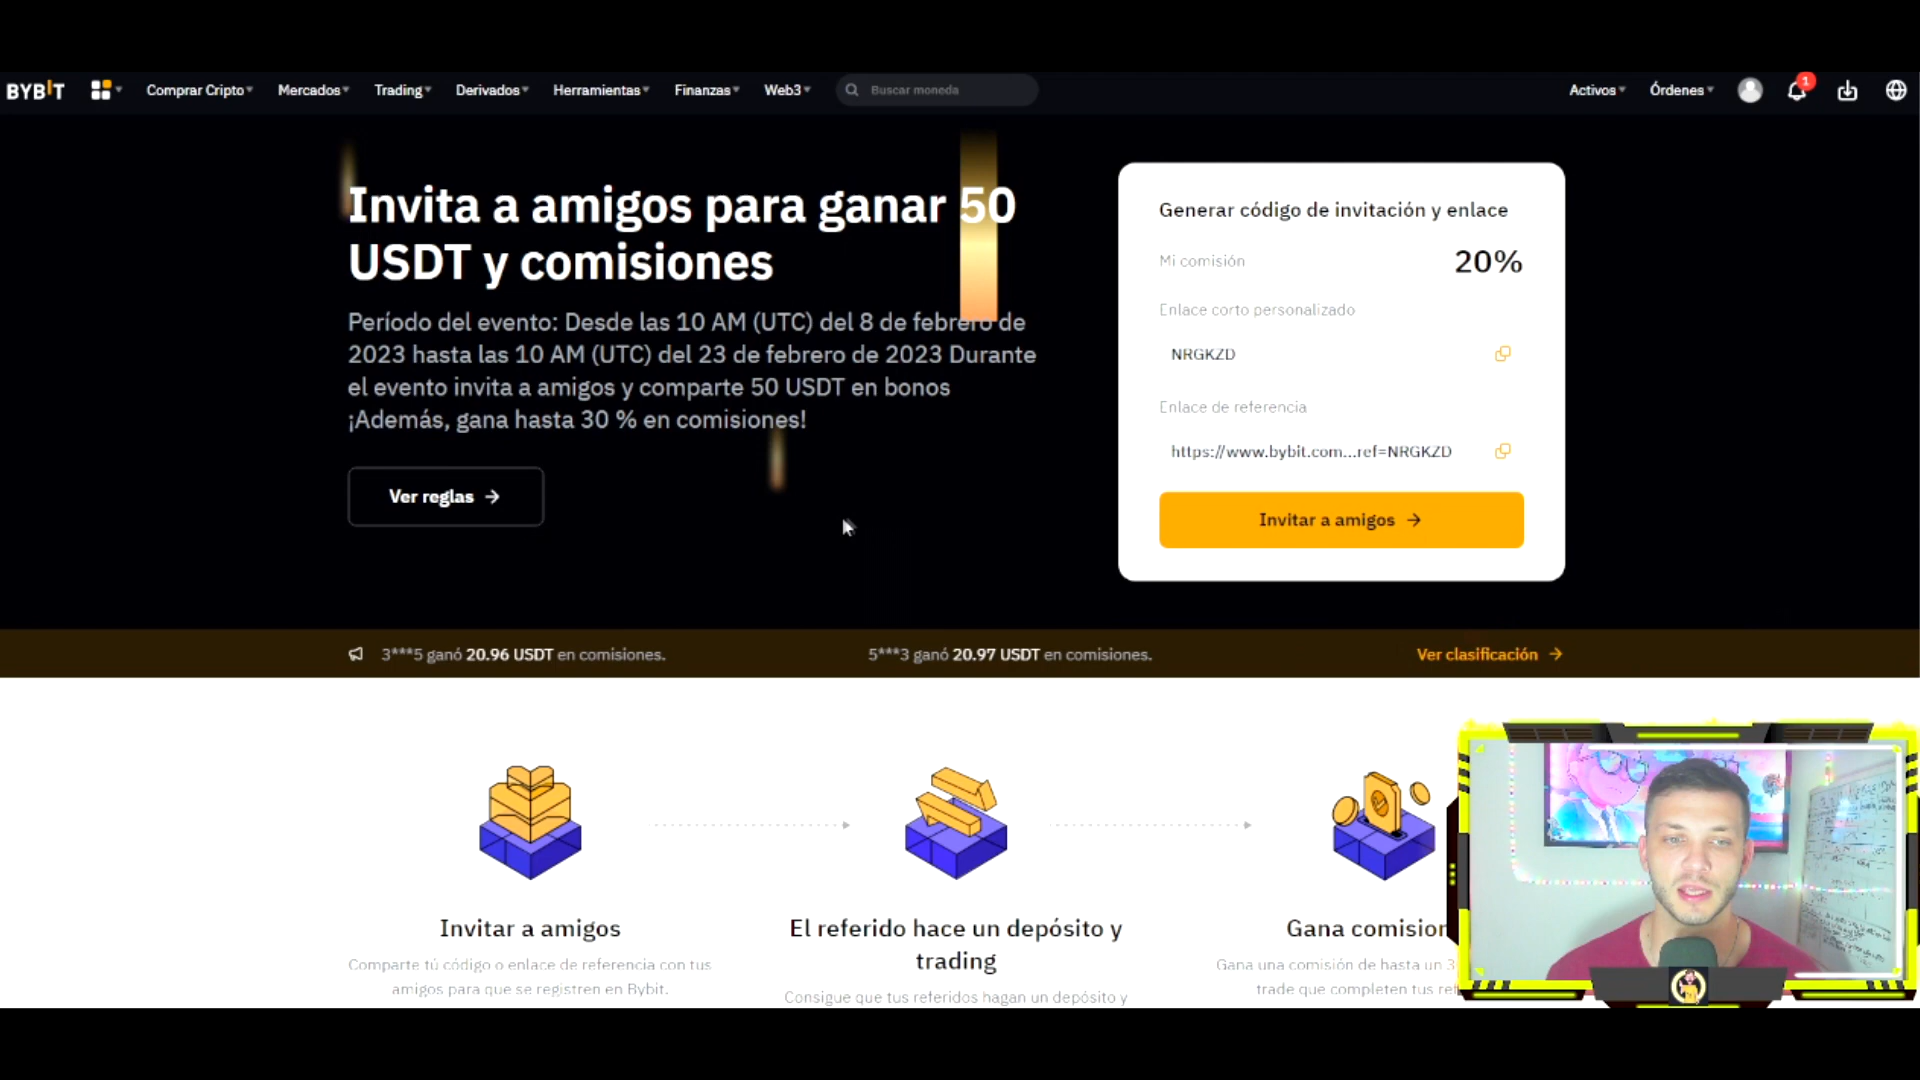 BYBIT
Comprar Cripto
Mercados
Trading
Derivados
Herramientas
Finanzas
Web3
Buscar moneda
Activos
Órdenes
1
Invita a amigos para ganar 50
USDT y comisiones
Período del evento: Desde las 10 AM (UTC) del 8 de febrero de
2023 hasta las 10 AM (UTC) del 23 de febrero de 2023 Durante
el evento invita a amigos y comparte 50 USDT en bonos
¡Además, gana hasta 30 % en comisiones!
Ver reglas →
Generar código de invitación y enlace
Mi comisión
20%
Enlace corto personalizado
NRGKZD
Enlace de referencia
https://www.bybit.com...ref=NRGKZD
Invitar a amigos →
3***5 ganó 20.96 USDT en comisiones.
5***3 ganó 20.97 USDT en comisiones.
Ver clasificación →
Invitar a amigos
Comparte tú código o enlace de referencia con tus
amigos para que se registren en Bybit.
El referido hace un depósito y
trading
Consigue que tus referidos hagan un depósito y
Gana comision
Gana una comisión de hasta un 3
trade que completen tus ref